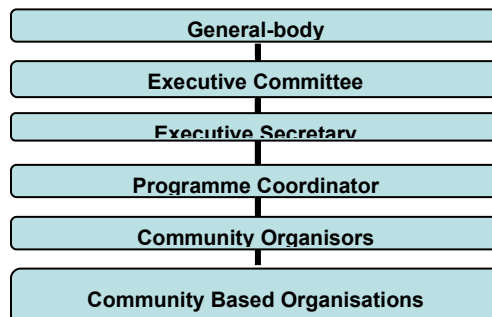 General-body
Executive Committee
Executive Secretary
Programme Coordinator
Community Organisors
Community Based Organisations